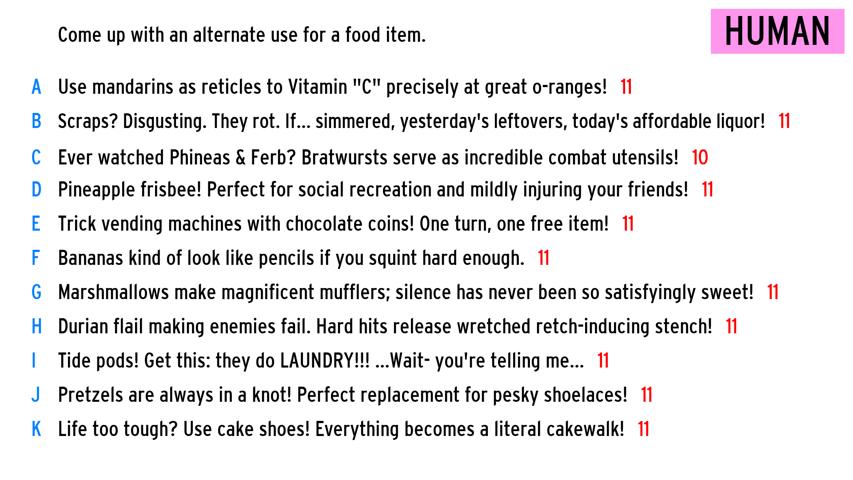 Come up with an alternate use for a food item.
HUMAN
A Use mandarins as reticles to Vitamin "C" precisely at great o-ranges! 11
B Scraps? Disgusting. They rot. If... simmered, yesterday's leftovers, today's affordable liquor! 11
C Ever watched Phineas & Ferb? Bratwursts serve as incredible combat utensils! 10
D Pineapple frisbee! Perfect for social recreation and mildly injuring your friends! 11
E Trick vending machines with chocolate coins! One turn, one free item! 11
F Bananas kind of look like pencils if you squint hard enough. 11
G Marshmallows make magnificent mufflers; silence has never been so satisfyingly sweet! 11
H Durian flail making enemies fail. Hard hits release wretched retch-inducing stench! 11
I Tide pods! Get this: they do LAUNDRY!!! ...Wait- you're telling me... 11
J Pretzels are always in a knot! Perfect replacement for pesky shoelaces! 11
K Life too tough? Use cake shoes! Everything becomes a literal cakewalk! 11